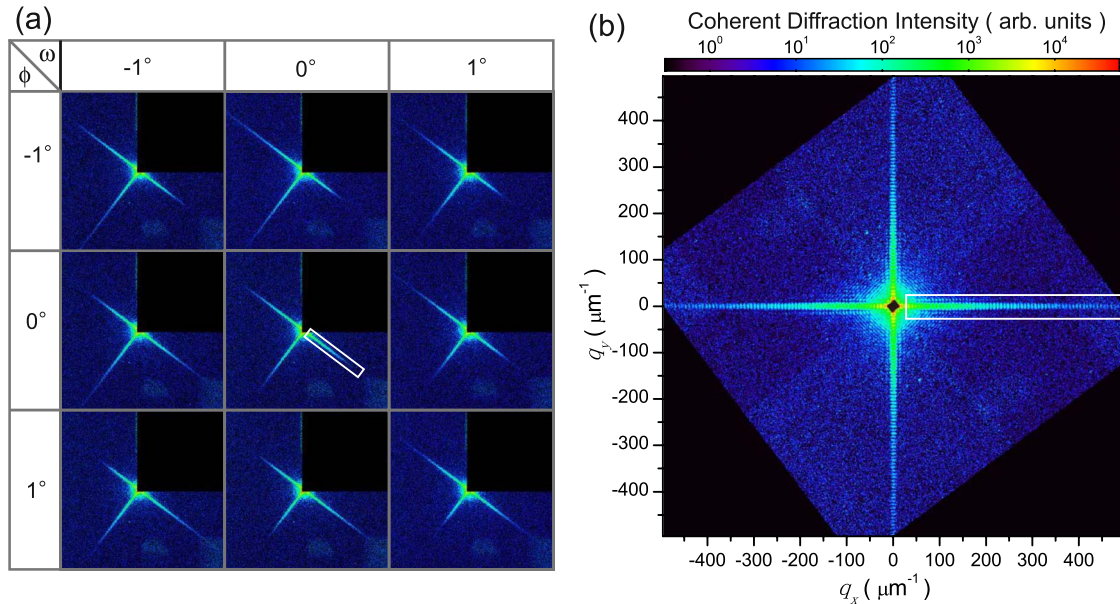 (a)
ω
ϕ
-1° 0° 1°
-1°
0°
1°
(b)
Coherent Diffraction Intensity ( arb. units )
10⁰ 10¹ 10² 10³ 10⁴
400
300
200
100
0
-100
-200
-300
-400
q_y ( μm⁻¹ )
-400 -300 -200 -100 0 100 200 300 400
q_x ( μm⁻¹ )